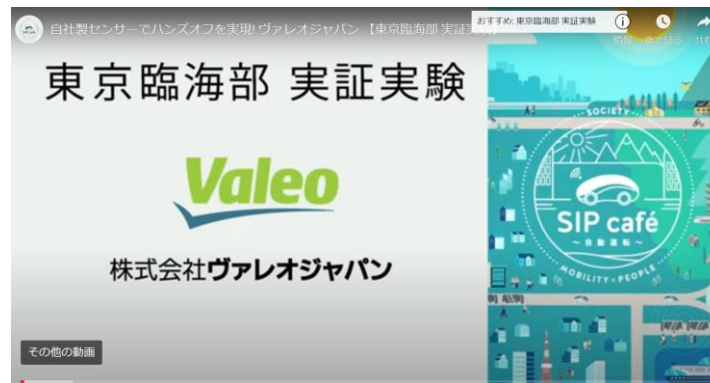 自社製センサーでハンズオフを実現! ヴァレオジャパン 【東京臨海部 実証実験】
おすすめ: 東京臨海部 実証実験
情報
後で見る
共有
東京臨海部 実証実験
Valeo
株式会社ヴァレオジャパン
SOCIETY
SIP café
～自動運転～
MOBILITY×PEOPLE
その他の動画